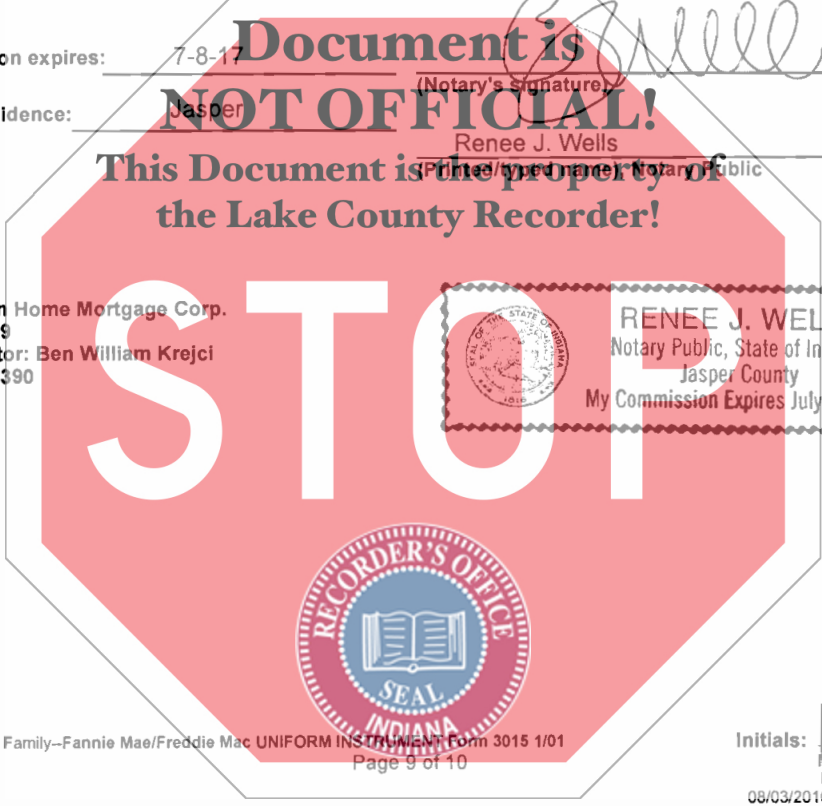 Document is
on expires: 7-8-17
(Notary's signature)
idence: Jasper
NOT OFFICIAL!
Renee J. Wells
(Printed/typed name), Notary Public
This Document is the property of
the Lake County Recorder!
n Home Mortgage Corp.
9
tor: Ben William Krejci
390
STOP
SEAL OF THE STATE OF INDIANA
1816
RENEE J. WEL
Notary Public, State of In
Jasper County
My Commission Expires July
RECORDER'S OFFICE
SEAL
INDIANA
Family--Fannie Mae/Freddie Mac UNIFORM INSTRUMENT Form 3015 1/01
Page 9 of 10
Initials:
08/03/201